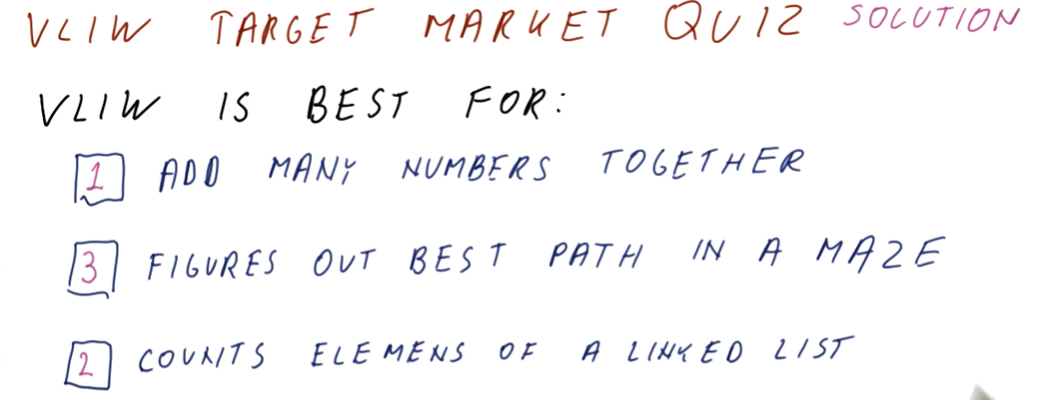 VLIW TARGET MARKET QUIZ SOLUTION
VLIW IS BEST FOR:
1 ADD MANY NUMBERS TOGETHER
3 FIGURES OUT BEST PATH IN A MAZE
2 COUNTS ELEMENS OF A LINKED LIST